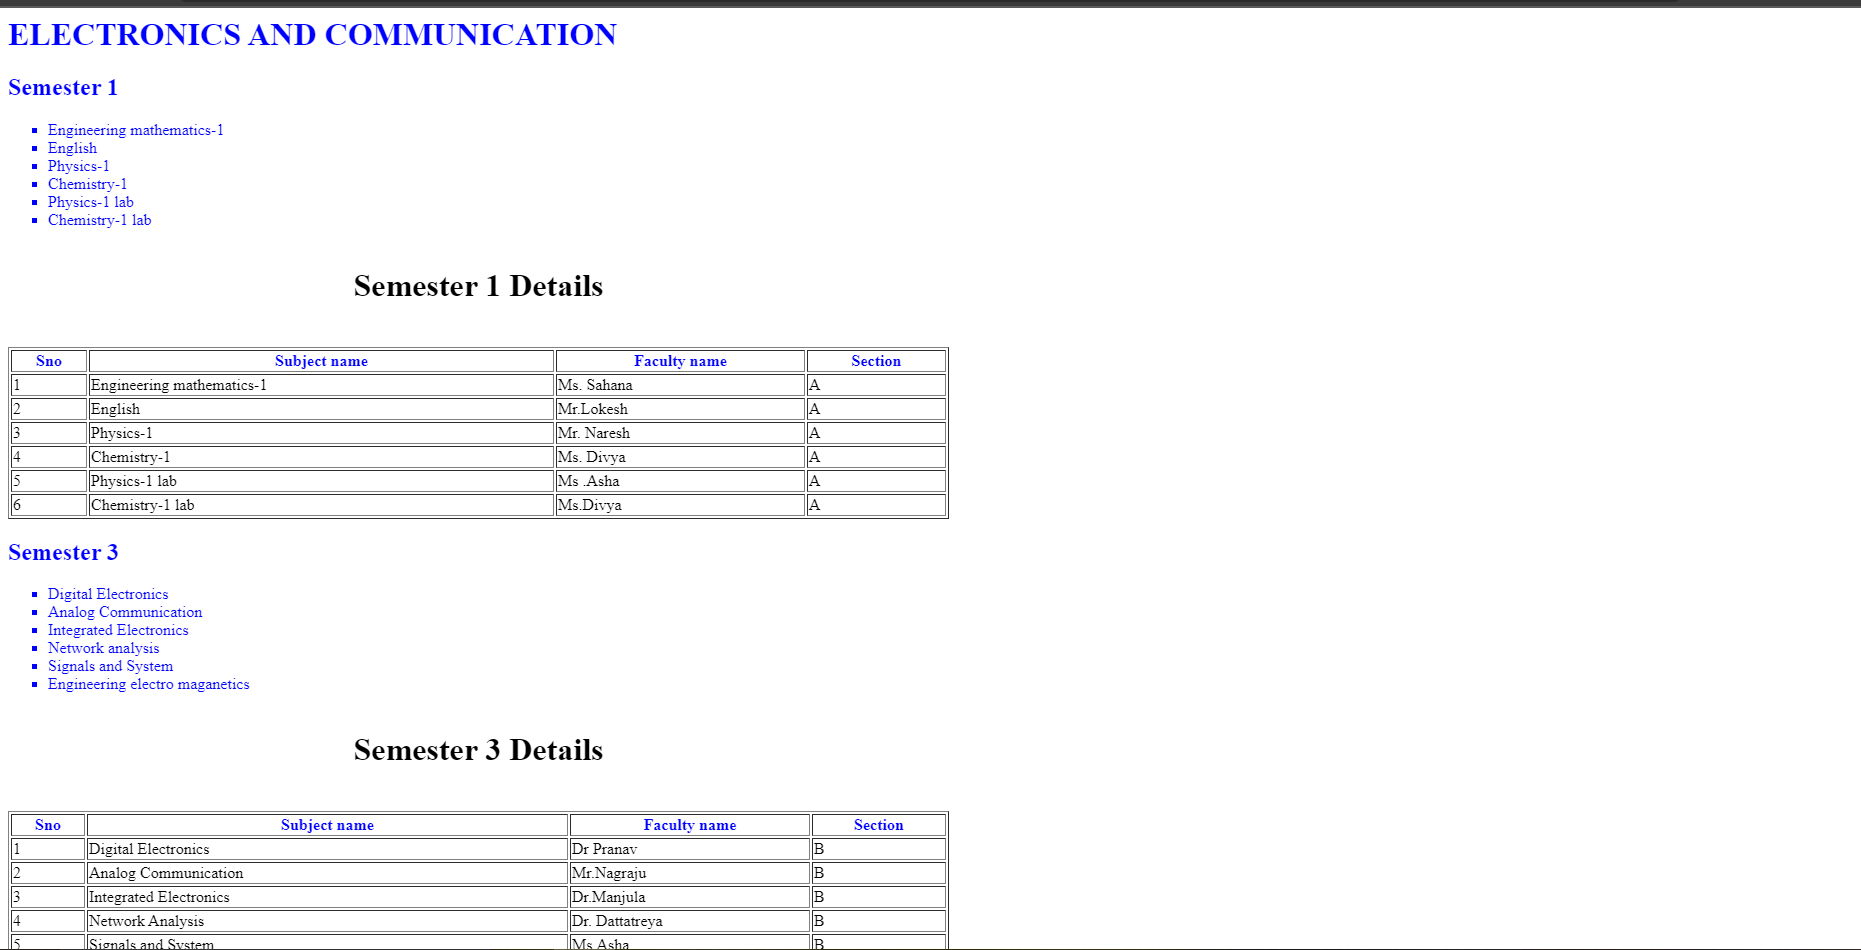 ELECTRONICS AND COMMUNICATION
Semester 1
Engineering mathematics-1
English
Physics-1
Chemistry-1
Physics-1 lab
Chemistry-1 lab
Semester 1 Details
Sno Subject name Faculty name Section
1 Engineering mathematics-1 Ms. Sahana A
2 English Mr.Lokesh A
3 Physics-1 Mr. Naresh A
4 Chemistry-1 Ms. Divya A
5 Physics-1 lab Ms .Asha A
6 Chemistry-1 lab Ms.Divya A
Semester 3
Digital Electronics
Analog Communication
Integrated Electronics
Network analysis
Signals and System
Engineering electro maganetics
Semester 3 Details
Sno Subject name Faculty name Section
1 Digital Electronics Dr Pranav B
2 Analog Communication Mr.Nagraju B
3 Integrated Electronics Dr.Manjula B
4 Network Analysis Dr. Dattatreya B
5 Signals and System Ms Asha B